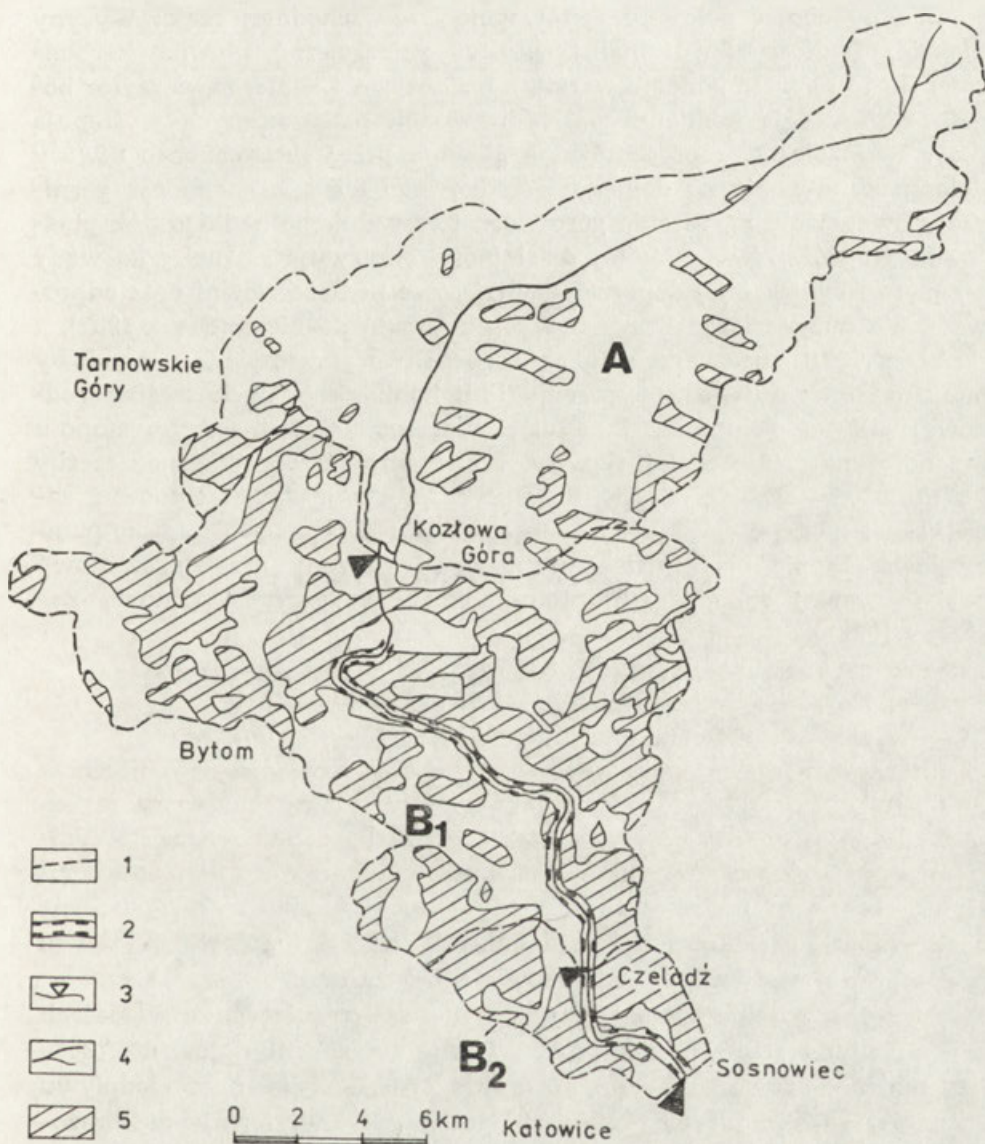 A
Tarnowskie
Góry
Kozłowa
Góra
Bytom
B1
1
2
3
4
5
Czeladź
B2
Sosnowiec
0 2 4 6km
Katowice